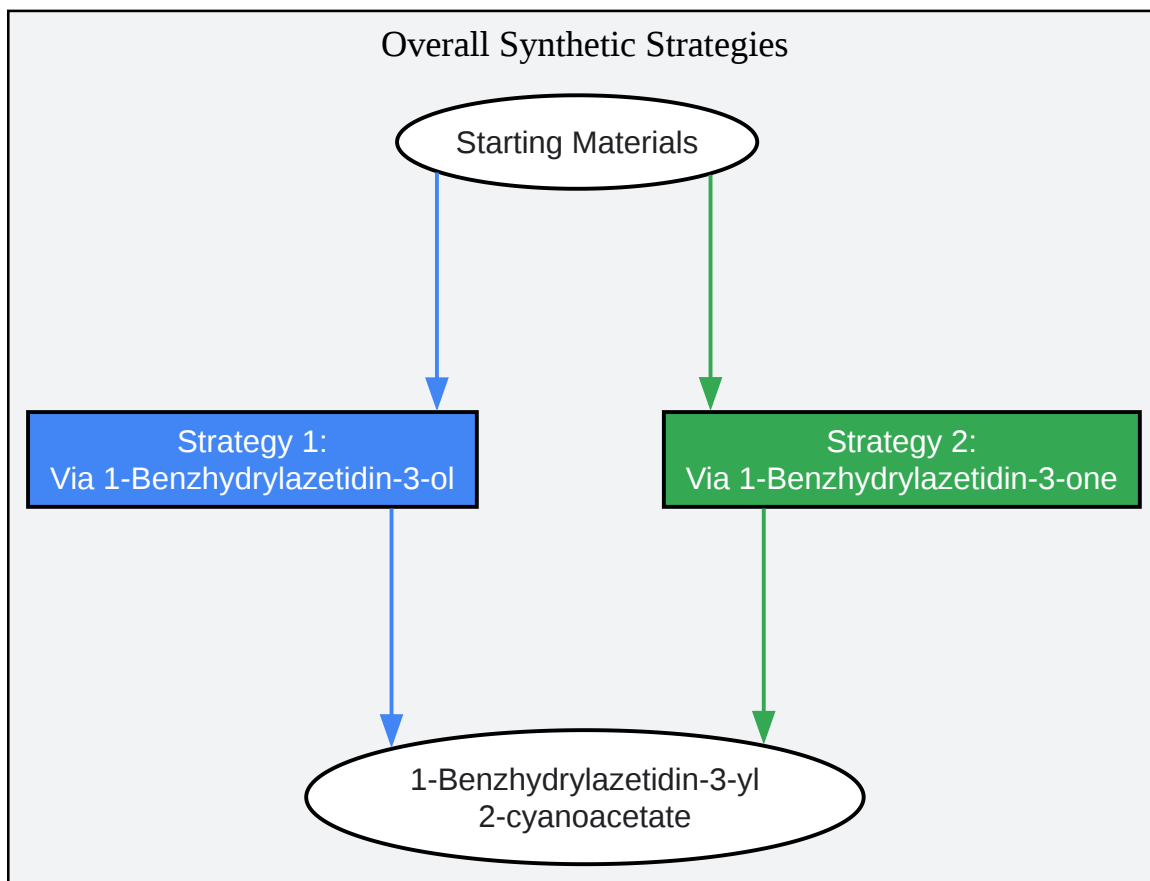 Overall Synthetic Strategies
Starting Materials
Strategy 1:
Via 1-Benzhydrylazetidin-3-ol
Strategy 2:
Via 1-Benzhydrylazetidin-3-one
1-Benzhydrylazetidin-3-yl
2-cyanoacetate